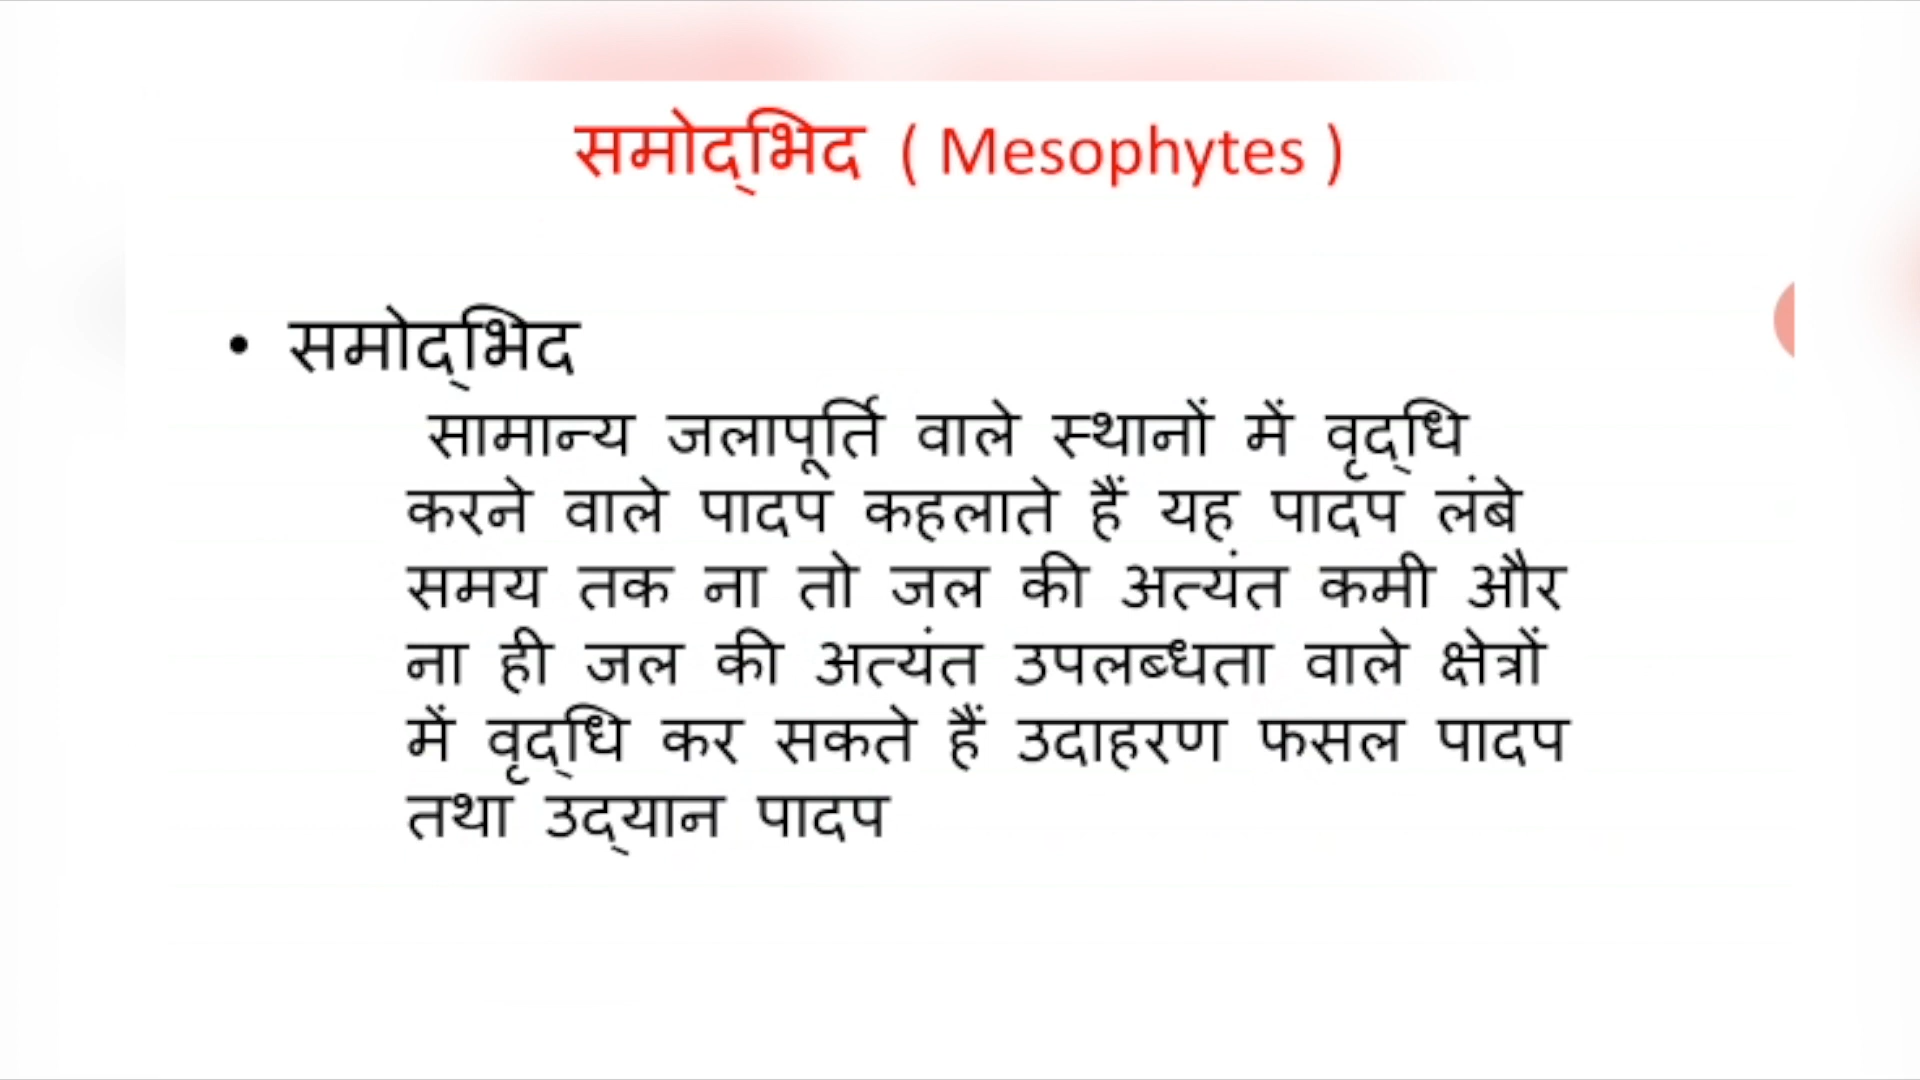 समोद्भिद ( Mesophytes )
• समोद्भिद
सामान्य जलापूर्ति वाले स्थानों में वृद्धि
करने वाले पादप कहलाते हैं यह पादप लंबे
समय तक ना तो जल की अत्यंत कमी और
ना ही जल की अत्यंत उपलब्धता वाले क्षेत्रों
में वृद्धि कर सकते हैं उदाहरण फसल पादप
तथा उद्यान पादप